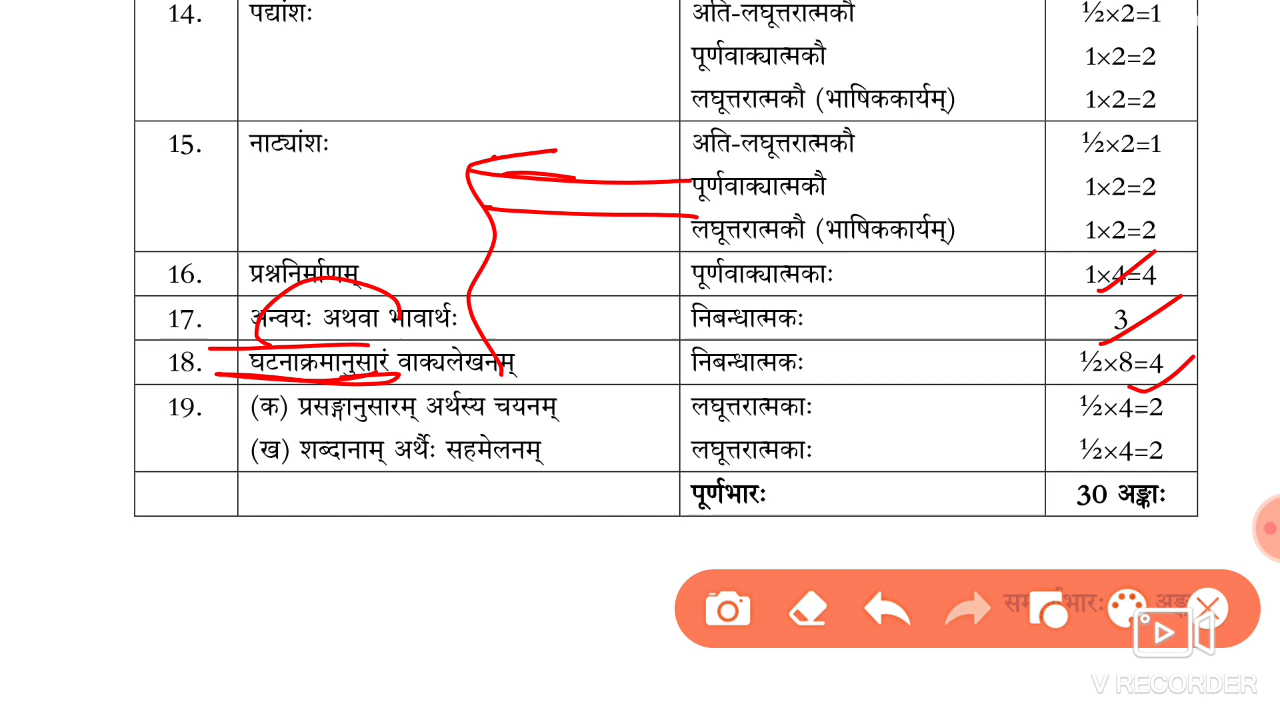 14. पद्यांशः अति-लघूत्तरात्मकौ ½×2=1
पूर्णवाक्यात्मकौ 1×2=2
लघूत्तरात्मकौ (भाषिककार्यम्) 1×2=2
15. नाट्यांशः अति-लघूत्तरात्मकौ ½×2=1
पूर्णवाक्यात्मकौ 1×2=2
लघूत्तरात्मकौ (भाषिककार्यम्) 1×2=2
16. प्रश्ननिर्माणम् पूर्णवाक्यात्मकाः 1×4=4
17. अन्वयः अथवा भावार्थः निबन्धात्मकः 3
18. घटनाक्रमानुसारं वाक्यलेखनम् निबन्धात्मकः ½×8=4
19. (क) प्रसङ्गानुसारम् अर्थस्य चयनम् लघूत्तरात्मकाः ½×4=2
(ख) शब्दानाम् अर्थैः सहमेलनम् लघूत्तरात्मकाः ½×4=2
पूर्णभारः 30 अङ्काः
V RECORDER